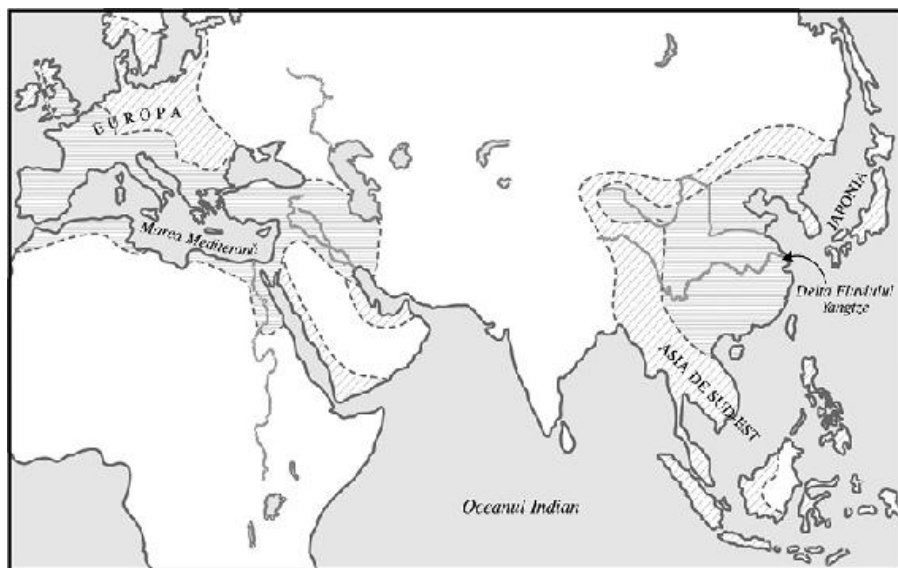 EUROPA
Marea Mediterană
JAPONIA
Delta Fluviului
Yangtze
ASIA DE SUD-EST
Oceanul Indian